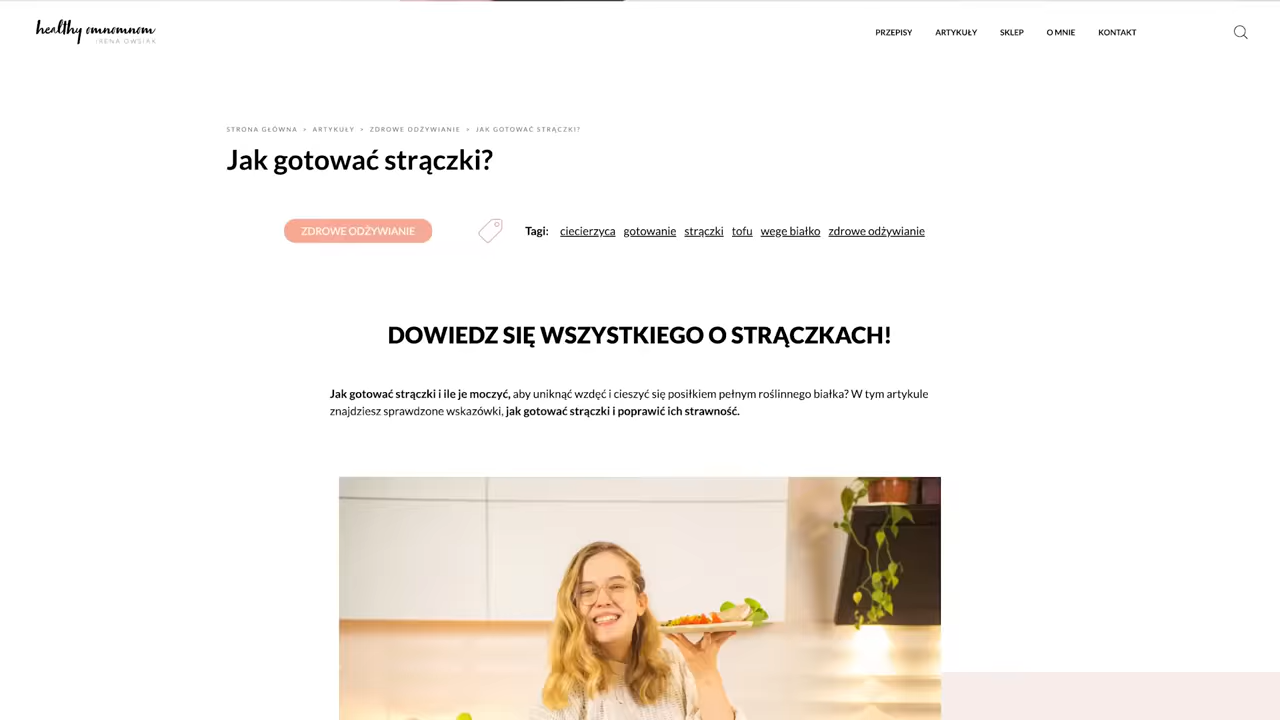 healthy omnomnom
IRENA OWSIAK
PRZEPISY ARTYKUŁY SKLEP O MNIE KONTAKT
STRONA GŁÓWNA > ARTYKUŁY > ZDROWE ODŻYWIANIE > JAK GOTOWAĆ STRĄCZKI?
Jak gotować strączki?
ZDROWE ODŻYWIANIE
Tagi: ciecierzyca gotowanie strączki tofu wege białko zdrowe odżywianie
DOWIEDZ SIĘ WSZYSTKIEGO O STRĄCZKACH!
Jak gotować strączki i ile je moczyć, aby uniknąć wzdęć i cieszyć się posiłkiem pełnym roślinnego białka? W tym artykule
znajdziesz sprawdzone wskazówki, jak gotować strączki i poprawić ich strawność.